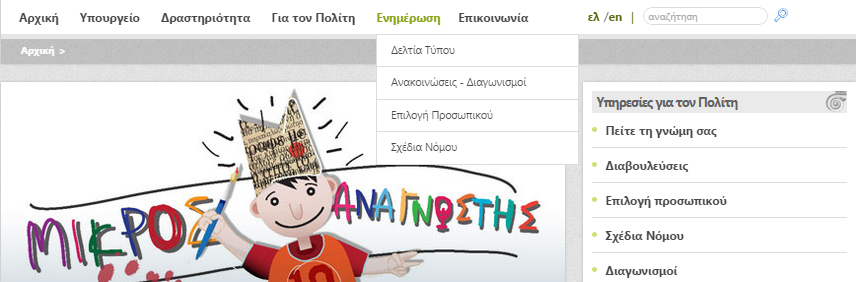 Αρχική Υπουργείο Δραστηριότητα Για τον Πολίτη Ενημέρωση Επικοινωνία ελ /en | αναζήτηση
Αρχική >
Δελτία Τύπου
Ανακοινώσεις - Διαγωνισμοί
Επιλογή Προσωπικού
Σχέδια Νόμου
ΜΙΚΡΟΣ ΑΝΑΓΝΩΣΤΗΣ
10
Υπηρεσίες για τον Πολίτη
Πείτε τη γνώμη σας
Διαβουλεύσεις
Επιλογή προσωπικού
Σχέδια Νόμου
Διαγωνισμοί